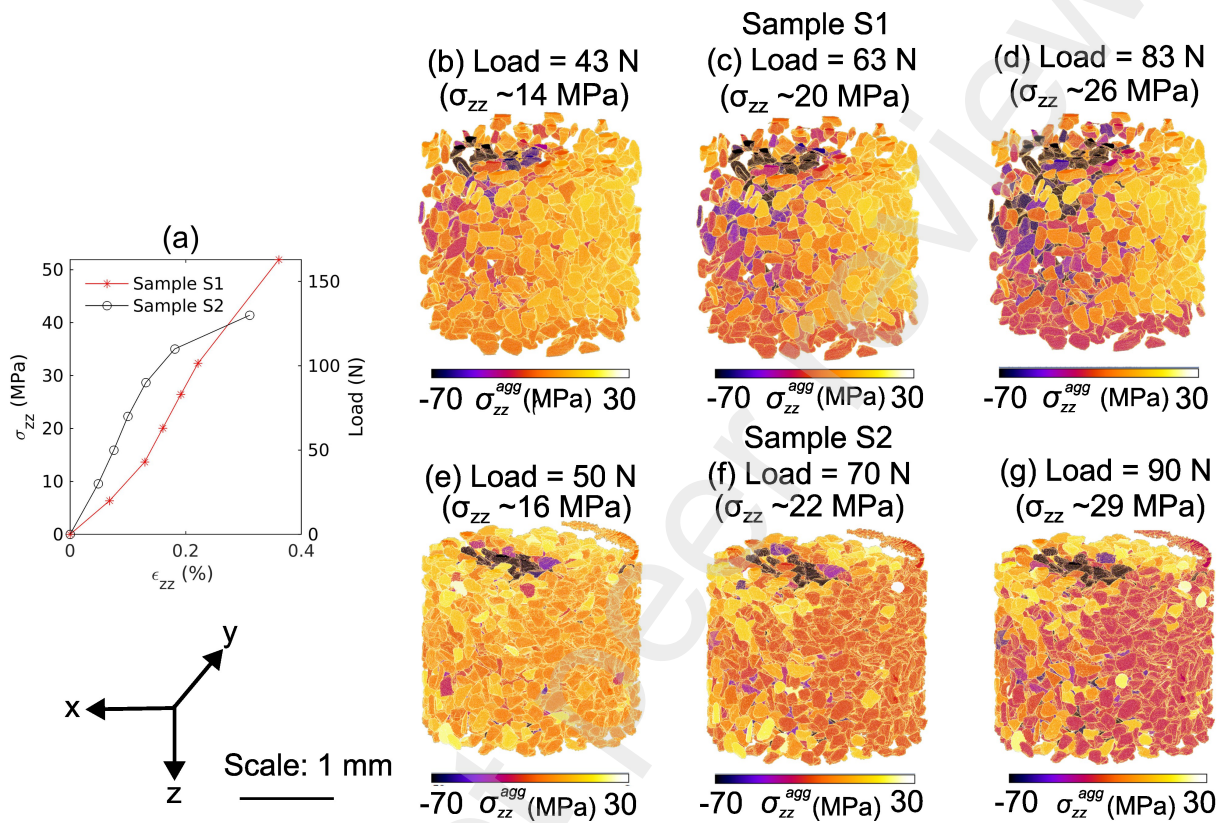 Sample S1
(b) Load = 43 N
(σzz ~14 MPa)
(c) Load = 63 N
(σzz ~20 MPa)
(d) Load = 83 N
(σzz ~26 MPa)
-70 σzz^agg (MPa) 30
-70 σzz^agg (MPa) 30
-70 σzz^agg (MPa) 30
(a)
Sample S1
Sample S2
50
40
30
20
10
0
σzz (MPa)
150
100
50
0
Load (N)
0
0.2
0.4
ϵzz (%)
Sample S2
(e) Load = 50 N
(σzz ~16 MPa)
(f) Load = 70 N
(σzz ~22 MPa)
(g) Load = 90 N
(σzz ~29 MPa)
-70 σzz^agg (MPa) 30
-70 σzz^agg (MPa) 30
-70 σzz^agg (MPa) 30
y
x
z
Scale: 1 mm